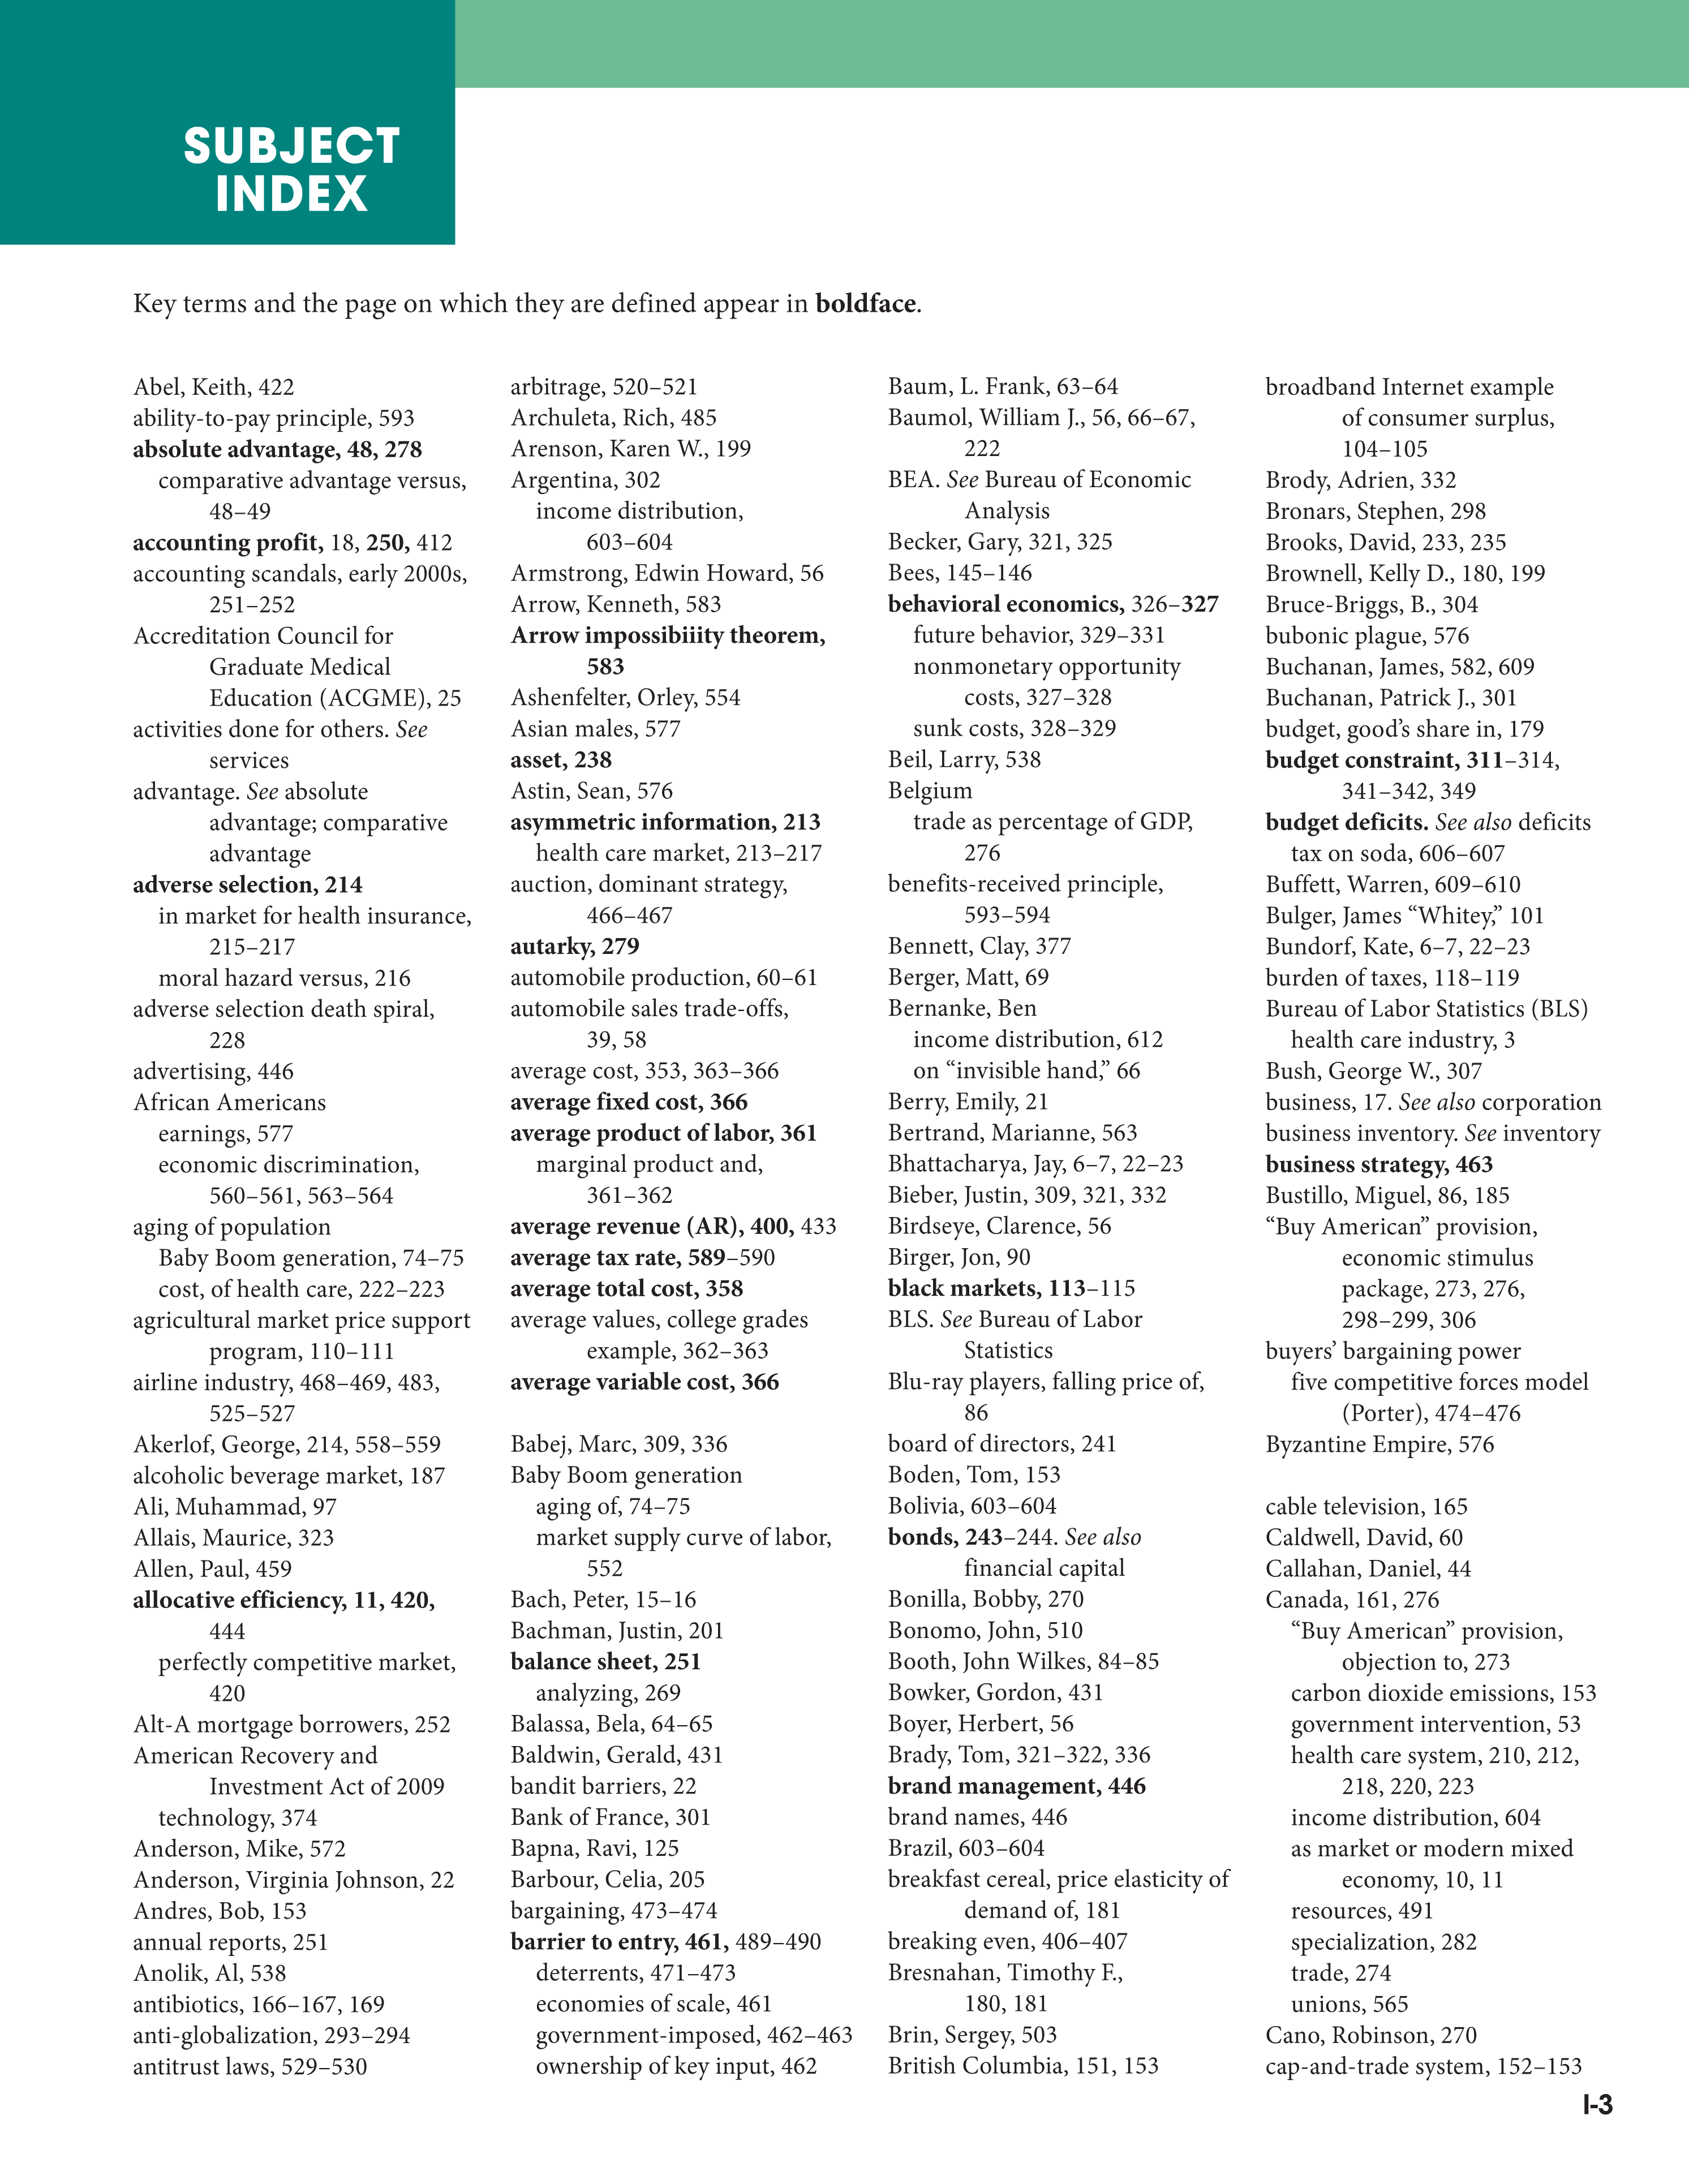 SUBJECT
INDEX
Key terms and the page on which they are defined appear in boldface.
Abel, Keith, 422
ability-to-pay principle, 593
absolute advantage, 48, 278
comparative advantage versus,
48–49
accounting profit, 18, 250, 412
accounting scandals, early 2000s,
251–252
Accreditation Council for
Graduate Medical
Education (ACGME), 25
activities done for others. See
services
advantage. See absolute
advantage; comparative
advantage
adverse selection, 214
in market for health insurance,
215–217
moral hazard versus, 216
adverse selection death spiral,
228
advertising, 446
African Americans
earnings, 577
economic discrimination,
560–561, 563–564
aging of population
Baby Boom generation, 74–75
cost, of health care, 222–223
agricultural market price support
program, 110–111
airline industry, 468–469, 483,
525–527
Akerlof, George, 214, 558–559
alcoholic beverage market, 187
Ali, Muhammad, 97
Allais, Maurice, 323
Allen, Paul, 459
allocative efficiency, 11, 420,
444
perfectly competitive market,
420
Alt-A mortgage borrowers, 252
American Recovery and
Investment Act of 2009
technology, 374
Anderson, Mike, 572
Anderson, Virginia Johnson, 22
Andres, Bob, 153
annual reports, 251
Anolik, Al, 538
antibiotics, 166–167, 169
anti-globalization, 293–294
antitrust laws, 529–530
arbitrage, 520–521
Archuleta, Rich, 485
Arenson, Karen W., 199
Argentina, 302
income distribution,
603–604
Armstrong, Edwin Howard, 56
Arrow, Kenneth, 583
Arrow impossibiiity theorem,
583
Ashenfelter, Orley, 554
Asian males, 577
asset, 238
Astin, Sean, 576
asymmetric information, 213
health care market, 213–217
auction, dominant strategy,
466–467
autarky, 279
automobile production, 60–61
automobile sales trade-offs,
39, 58
average cost, 353, 363–366
average fixed cost, 366
average product of labor, 361
marginal product and,
361–362
average revenue (AR), 400, 433
average tax rate, 589–590
average total cost, 358
average values, college grades
example, 362–363
average variable cost, 366
Babej, Marc, 309, 336
Baby Boom generation
aging of, 74–75
market supply curve of labor,
552
Bach, Peter, 15–16
Bachman, Justin, 201
balance sheet, 251
analyzing, 269
Balassa, Bela, 64–65
Baldwin, Gerald, 431
bandit barriers, 22
Bank of France, 301
Bapna, Ravi, 125
Barbour, Celia, 205
bargaining, 473–474
barrier to entry, 461, 489–490
deterrents, 471–473
economies of scale, 461
government-imposed, 462–463
ownership of key input, 462
Baum, L. Frank, 63–64
Baumol, William J., 56, 66–67,
222
BEA. See Bureau of Economic
Analysis
Becker, Gary, 321, 325
Bees, 145–146
behavioral economics, 326–327
future behavior, 329–331
nonmonetary opportunity
costs, 327–328
sunk costs, 328–329
Beil, Larry, 538
Belgium
trade as percentage of GDP,
276
benefits-received principle,
593–594
Bennett, Clay, 377
Berger, Matt, 69
Bernanke, Ben
income distribution, 612
on “invisible hand,” 66
Berry, Emily, 21
Bertrand, Marianne, 563
Bhattacharya, Jay, 6–7, 22–23
Bieber, Justin, 309, 321, 332
Birdseye, Clarence, 56
Birger, Jon, 90
black markets, 113–115
BLS. See Bureau of Labor
Statistics
Blu-ray players, falling price of,
86
board of directors, 241
Boden, Tom, 153
Bolivia, 603–604
bonds, 243–244. See also
financial capital
Bonilla, Bobby, 270
Bonomo, John, 510
Booth, John Wilkes, 84–85
Bowker, Gordon, 431
Boyer, Herbert, 56
Brady, Tom, 321–322, 336
brand management, 446
brand names, 446
Brazil, 603–604
breakfast cereal, price elasticity of
demand of, 181
breaking even, 406–407
Bresnahan, Timothy F.,
180, 181
Brin, Sergey, 503
British Columbia, 151, 153
broadband Internet example
of consumer surplus,
104–105
Brody, Adrien, 332
Bronars, Stephen, 298
Brooks, David, 233, 235
Brownell, Kelly D., 180, 199
Bruce-Briggs, B., 304
bubonic plague, 576
Buchanan, James, 582, 609
Buchanan, Patrick J., 301
budget, good’s share in, 179
budget constraint, 311–314,
341–342, 349
budget deficits. See also deficits
tax on soda, 606–607
Buffett, Warren, 609–610
Bulger, James “Whitey,” 101
Bundorf, Kate, 6–7, 22–23
burden of taxes, 118–119
Bureau of Labor Statistics (BLS)
health care industry, 3
Bush, George W., 307
business, 17. See also corporation
business inventory. See inventory
business strategy, 463
Bustillo, Miguel, 86, 185
“Buy American” provision,
economic stimulus
package, 273, 276,
298–299, 306
buyers’ bargaining power
five competitive forces model
(Porter), 474–476
Byzantine Empire, 576
cable television, 165
Caldwell, David, 60
Callahan, Daniel, 44
Canada, 161, 276
“Buy American” provision,
objection to, 273
carbon dioxide emissions, 153
government intervention, 53
health care system, 210, 212,
218, 220, 223
income distribution, 604
as market or modern mixed
economy, 10, 11
resources, 491
specialization, 282
trade, 274
unions, 565
Cano, Robinson, 270
cap-and-trade system, 152–153
I-3